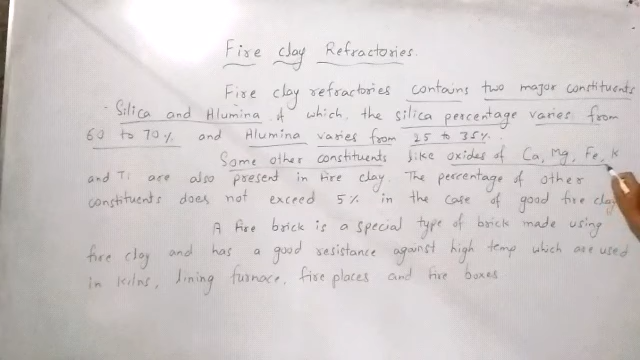 Fire clay Refractories.
Fire clay refractories contains two major constituents
Silica and Alumina of which the silica percentage varies from
60 to 70% and Alumina varies from 25 to 35%.
Some other constituents like oxides of Ca, Mg, Fe, K
and Ti are also present in fire clay. The percentage of other
constituents does not exceed 5% in the case of good fire clay
A fire brick is a special type of brick made using
fire clay and has a good resistance against high temp which are used
in kilns, lining furnace, fire places and fire boxes